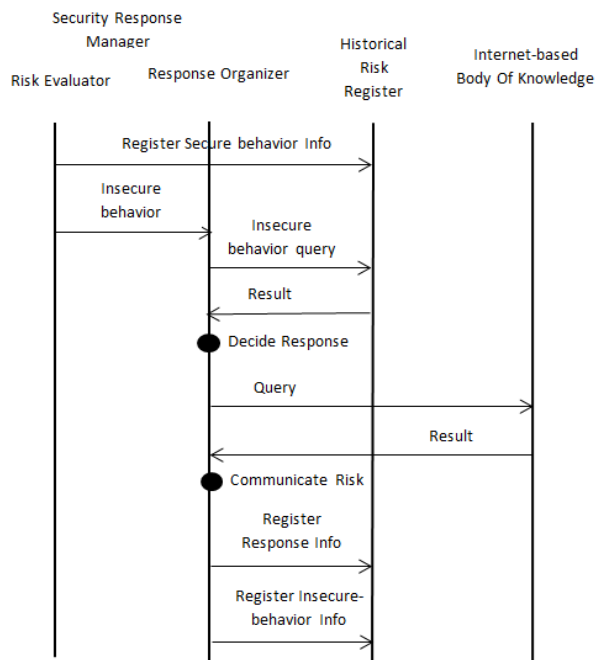 Security Response
Manager
Risk Evaluator
Response Organizer
Historical
Risk
Register
Internet-based
Body Of Knowledge
Register Secure behavior Info
Insecure
behavior
Insecure
behavior query
Result
Decide Response
Query
Result
Communicate Risk
Register
Response Info
Register Insecure-
behavior Info